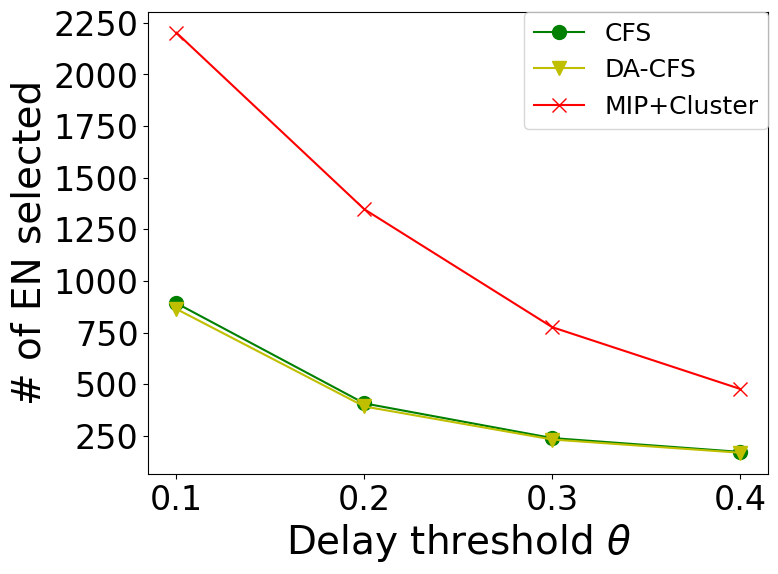 2250
2000
1750
1500
1250
1000
750
500
250
# of EN selected
0.1
0.2
0.3
0.4
Delay threshold θ
CFS
DA-CFS
MIP+Cluster